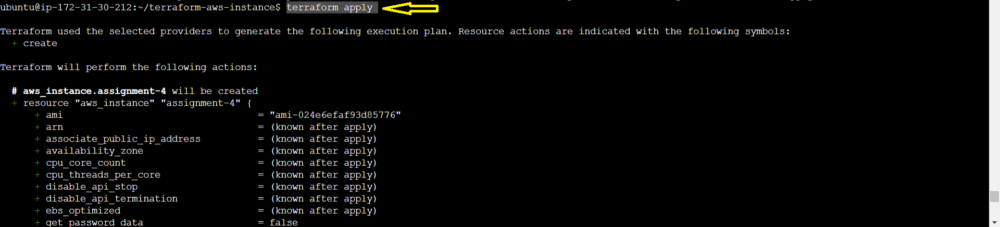 ubuntu@ip-172-31-30-212:~/terraform-aws-instance$ terraform apply
Terraform used the selected providers to generate the following execution plan. Resource actions are indicated with the following symbols:
+ create
Terraform will perform the following actions:
# aws_instance.assignment-4 will be created
+ resource "aws_instance" "assignment-4" {
+ ami = "ami-024e6efaf93d85776"
+ arn = (known after apply)
+ associate_public_ip_address = (known after apply)
+ availability_zone = (known after apply)
+ cpu_core_count = (known after apply)
+ cpu_threads_per_core = (known after apply)
+ disable_api_stop = (known after apply)
+ disable_api_termination = (known after apply)
+ ebs_optimized = (known after apply)
+ get_password_data = false